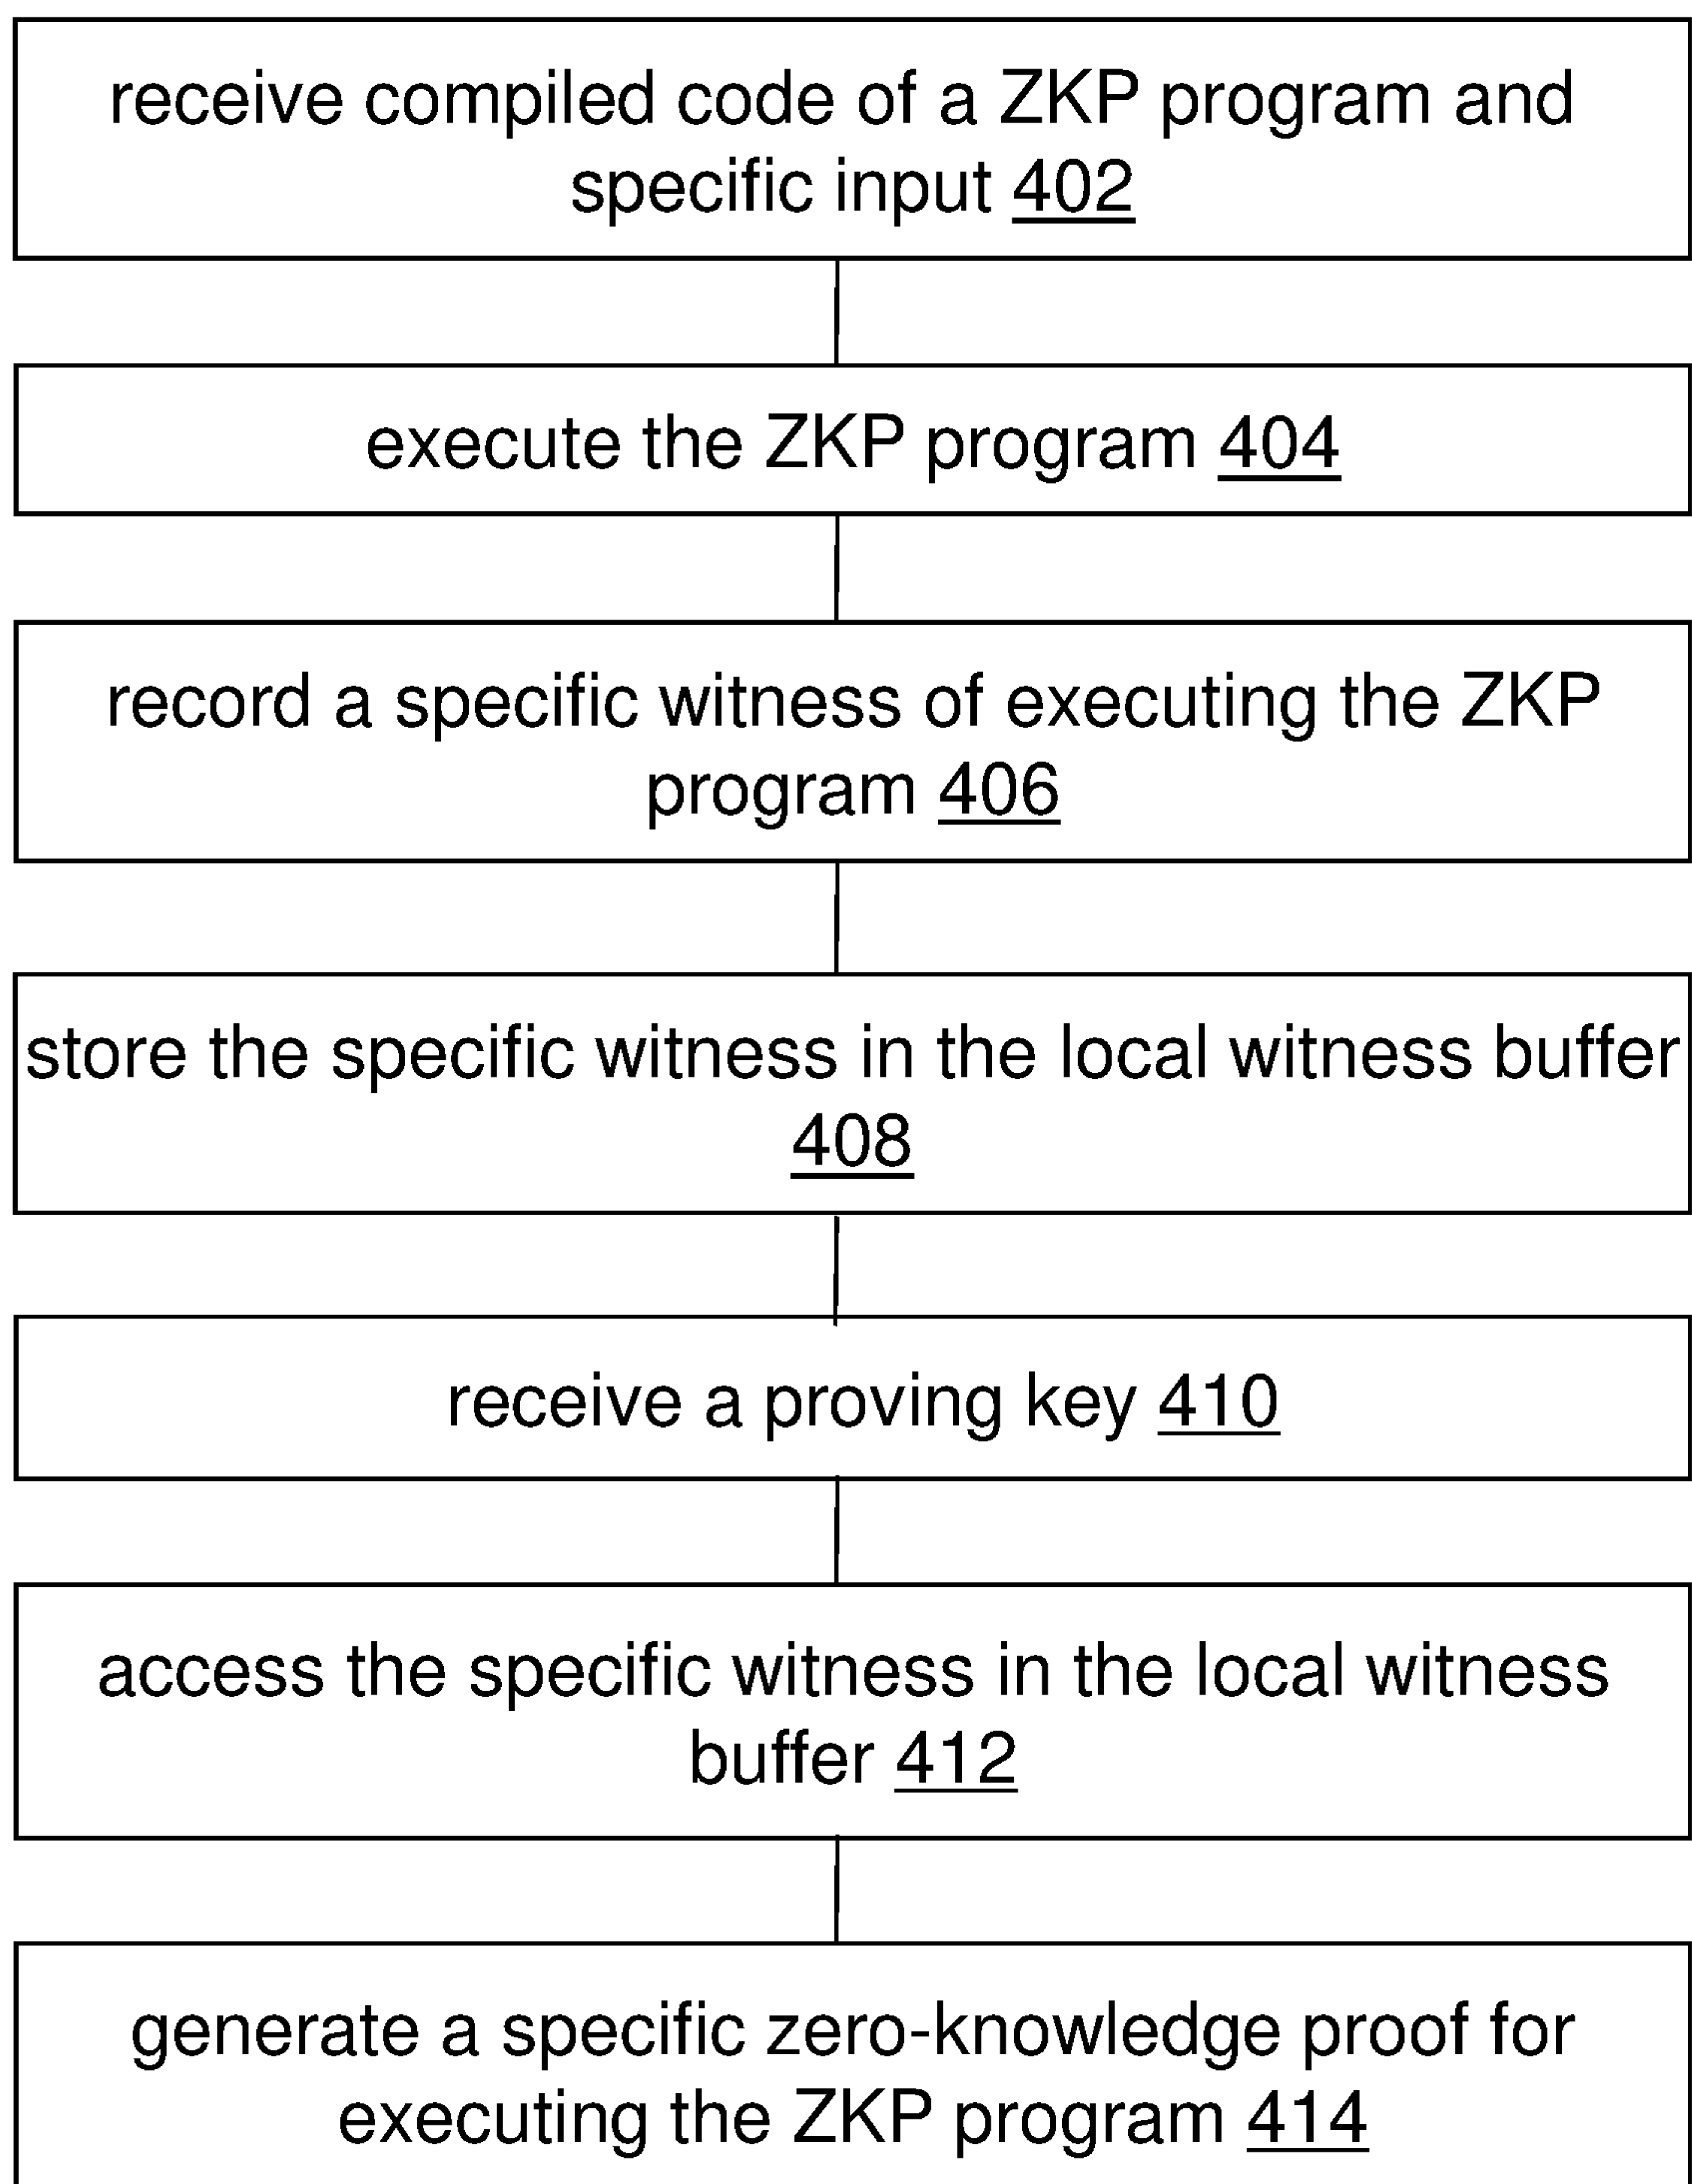 receive compiled code of a ZKP program and
specific input 402
execute the ZKP program 404
record a specific witness of executing the ZKP
program 406
store the specific witness in the local witness buffer
408
receive a proving key 410
access the specific witness in the local witness
buffer 412
generate a specific zero-knowledge proof for
executing the ZKP program 414